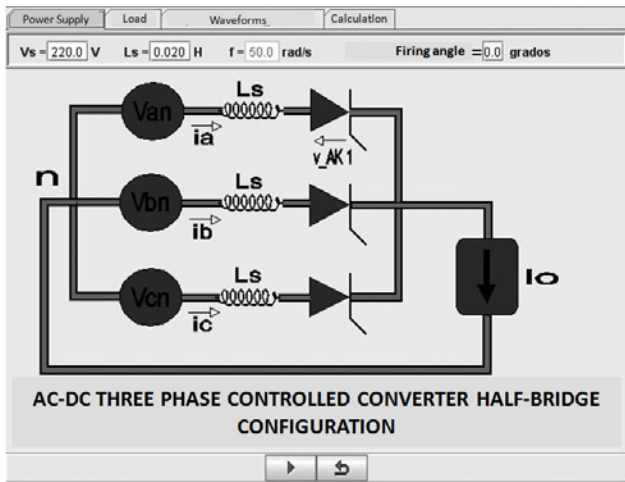 Power Supply Load Waveforms Calculation
Vs = 220.0 V Ls = 0.020 H f = 50.0 rad/s Firing angle =0.0 grados
Ls
Van
ia
v_AK1
n
Ls
Vbn
ib
Ls
Vcn
ic
Io
AC-DC THREE PHASE CONTROLLED CONVERTER HALF-BRIDGE
CONFIGURATION